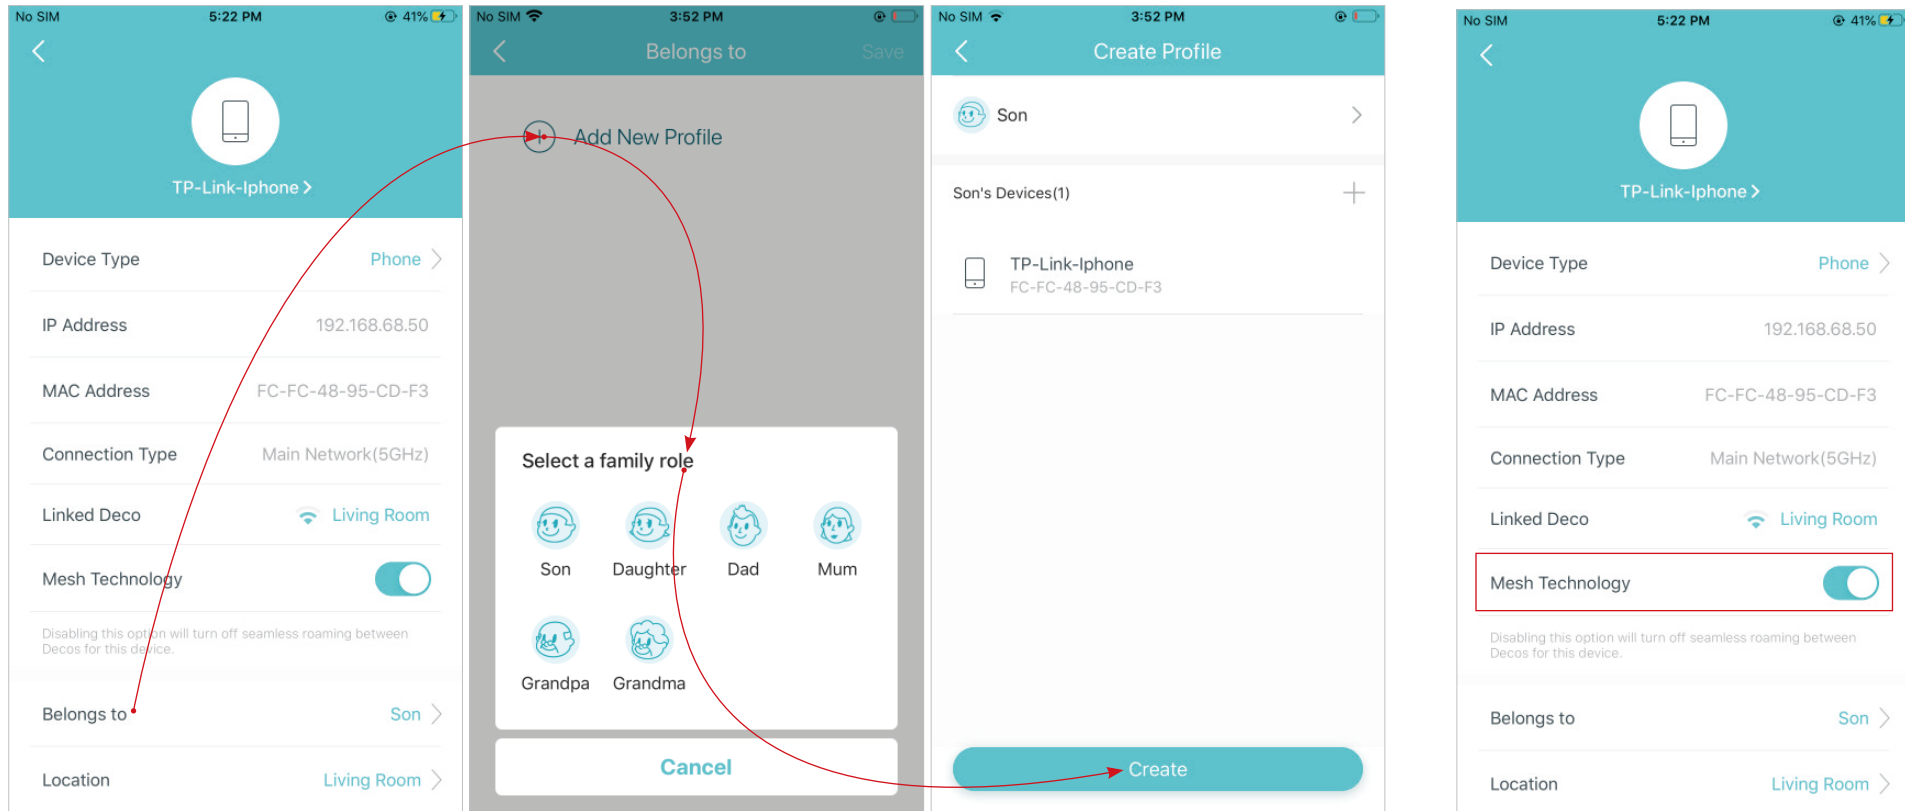 No SIM 5:22 PM 41%
TP-Link-Iphone
Device Type Phone
IP Address 192.168.68.50
MAC Address FC-FC-48-95-CD-F3
Connection Type Main Network(5GHz)
Linked Deco Living Room
Mesh Technology
Disabling this option will turn off seamless roaming between
Decos for this device.
Belongs to Son
Location Living Room
No SIM 3:52 PM
Belongs to Save
Add New Profile
Select a family role
Son Daughter Dad Mum
Grandpa Grandma
Cancel
No SIM 3:52 PM
Create Profile
Son
Son's Devices(1)
TP-Link-Iphone
FC-FC-48-95-CD-F3
Create
No SIM 5:22 PM 41%
TP-Link-Iphone
Device Type Phone
IP Address 192.168.68.50
MAC Address FC-FC-48-95-CD-F3
Connection Type Main Network(5GHz)
Linked Deco Living Room
Mesh Technology
Disabling this option will turn off seamless roaming between
Decos for this device.
Belongs to Son
Location Living Room